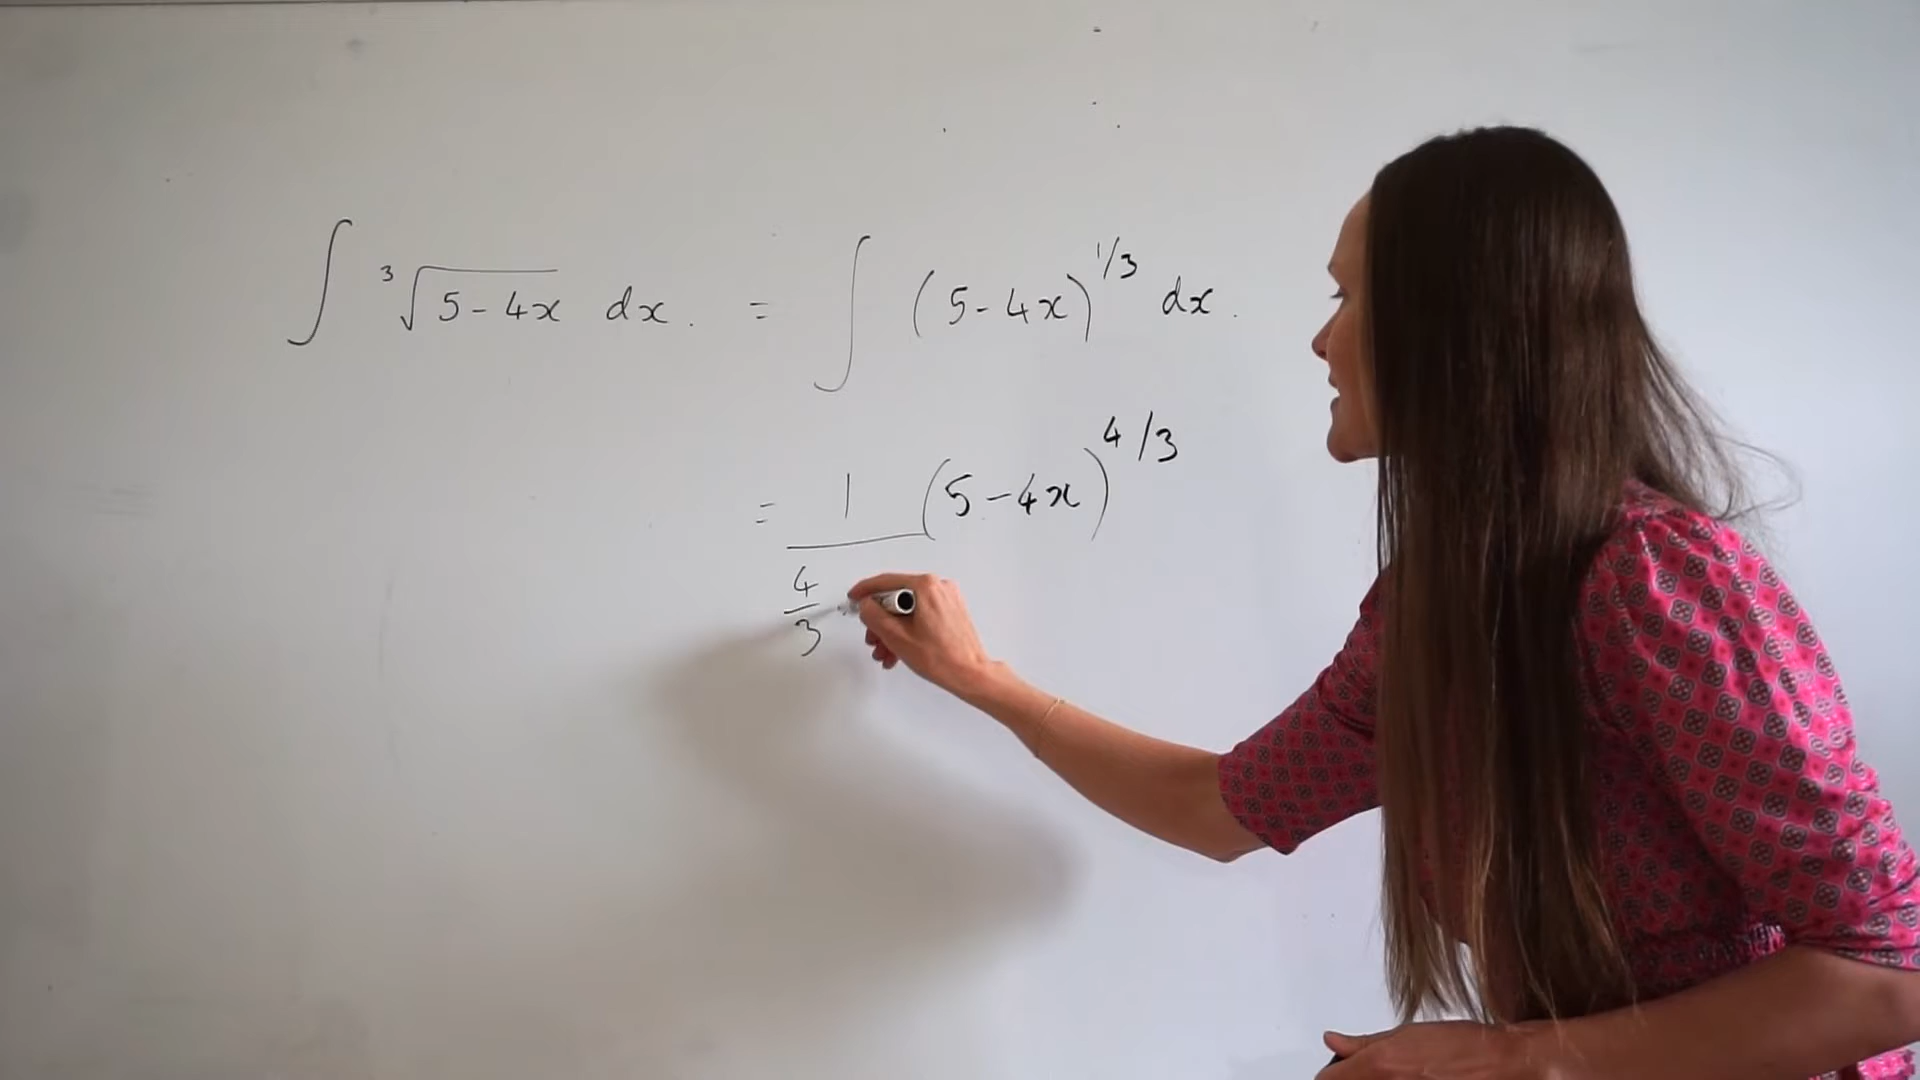 ∫ ³√(5-4x) dx. = ∫ (5-4x)^1/3 dx.
= 1 (5-4x)^4/3
4/3 .